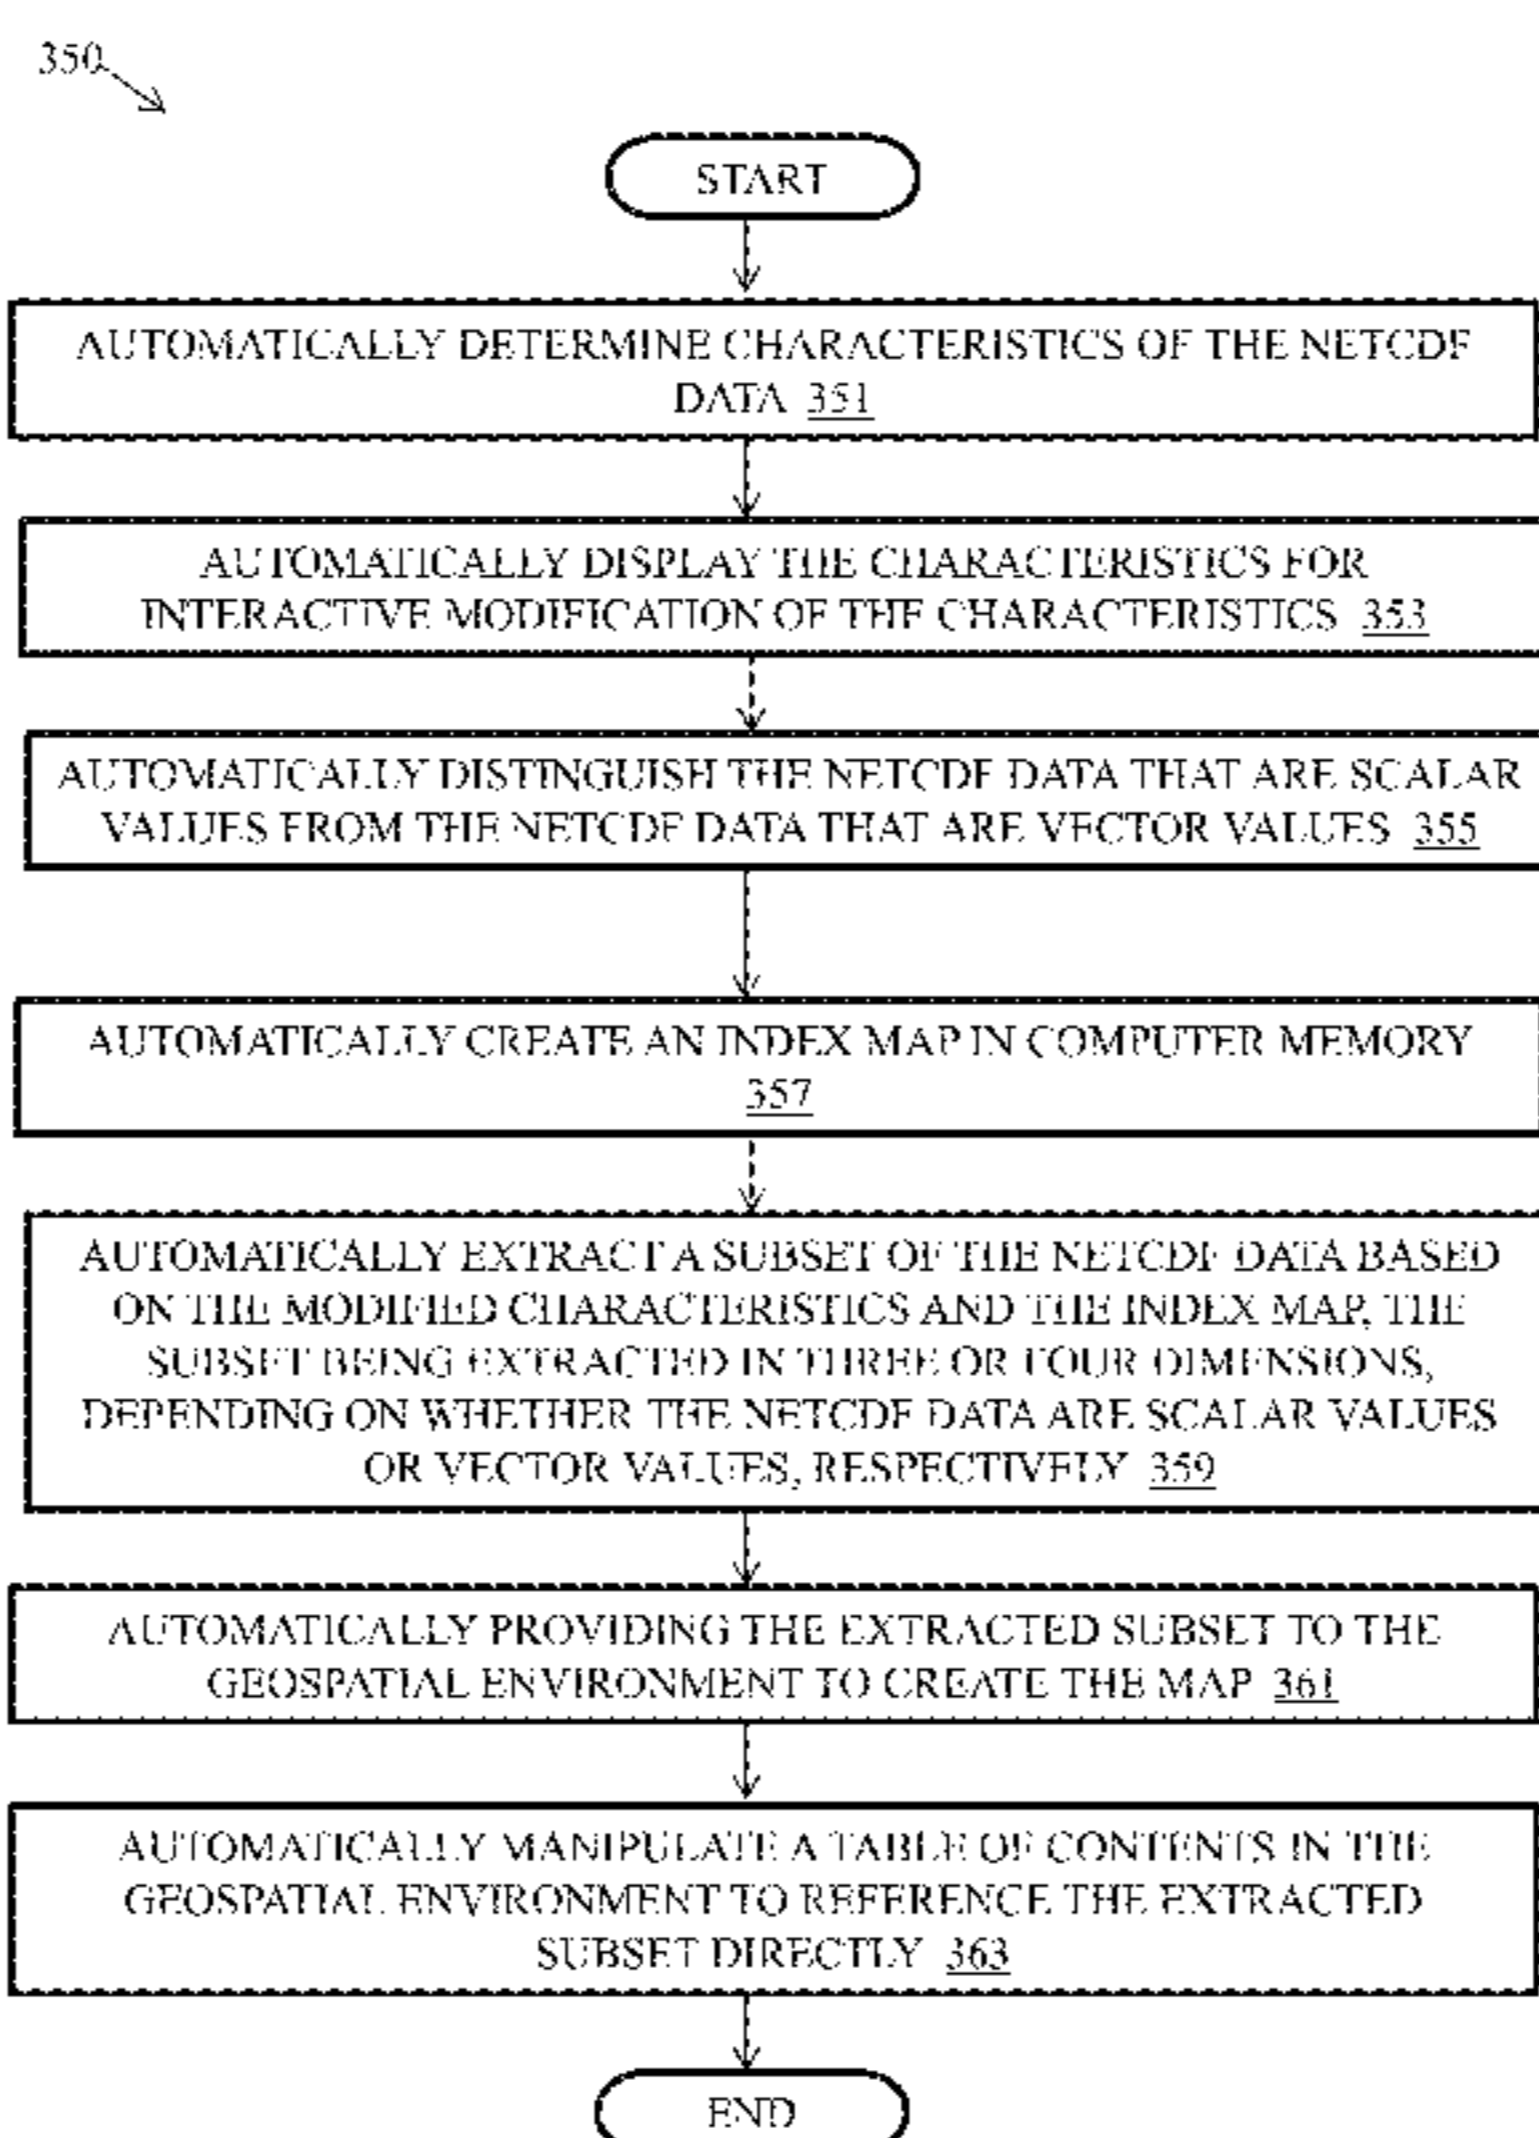 350
START
AUTOMATICALLY DETERMINE CHARACTERISTICS OF THE NETCDF
DATA 351
AUTOMATICALLY DISPLAY THE CHARACTERISTICS FOR
INTERACTIVE MODIFICATION OF THE CHARACTERISTICS 353
AUTOMATICALLY DISTINGUISH THE NETCDF DATA THAT ARE SCALAR
VALUES FROM THE NETCDF DATA THAT ARE VECTOR VALUES 355
AUTOMATICALLY CREATE AN INDEX MAP IN COMPUTER MEMORY
357
AUTOMATICALLY EXTRACT A SUBSET OF THE NETCDF DATA BASED
ON THE MODIFIED CHARACTERISTICS AND THE INDEX MAP, THE
SUBSET BEING EXTRACTED IN THREE OR FOUR DIMENSIONS,
DEPENDING ON WHETHER THE NETCDF DATA ARE SCALAR VALUES
OR VECTOR VALUES, RESPECTIVELY 359
AUTOMATICALLY PROVIDING THE EXTRACTED SUBSET TO THE
GEOSPATIAL ENVIRONMENT TO CREATE THE MAP 361
AUTOMATICALLY MANIPULATE A TABLE OF CONTENTS IN THE
GEOSPATIAL ENVIRONMENT TO REFERENCE THE EXTRACTED
SUBSET DIRECTLY 363
END